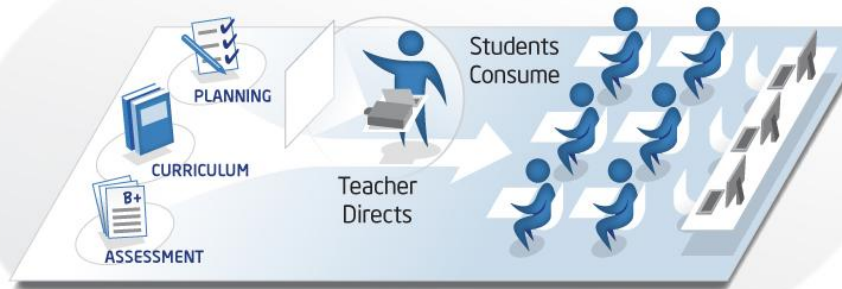 PLANNING
CURRICULUM
B+
ASSESSMENT
Teacher
Directs
Students
Consume